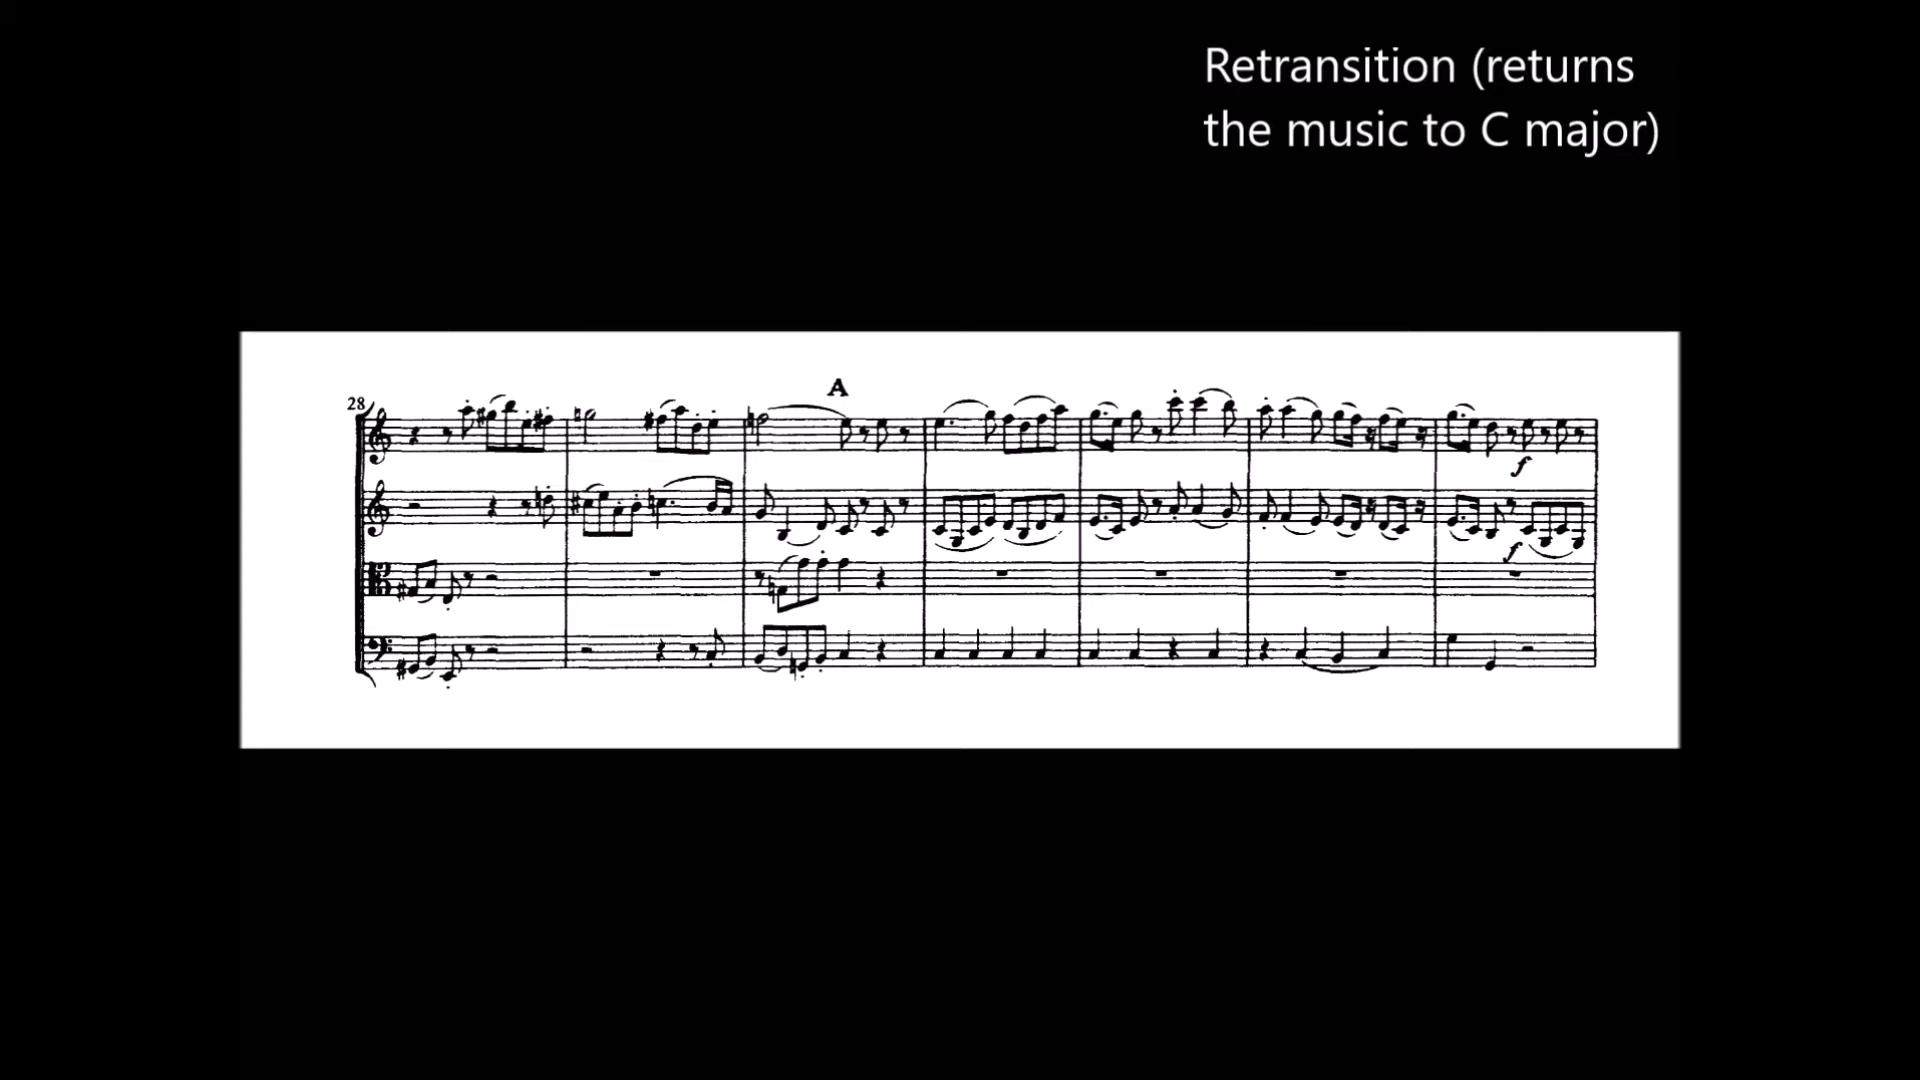 Retransition (returns
the music to C major)
A
28
f
f